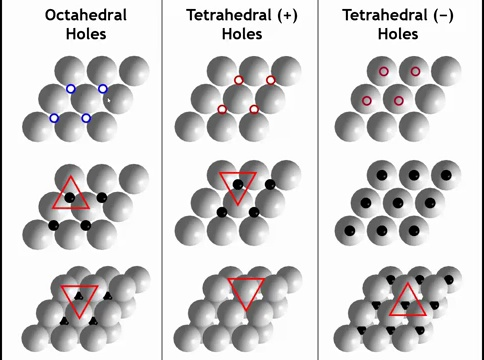 Octahedral
Holes
Tetrahedral (+)
Holes
Tetrahedral (−)
Holes